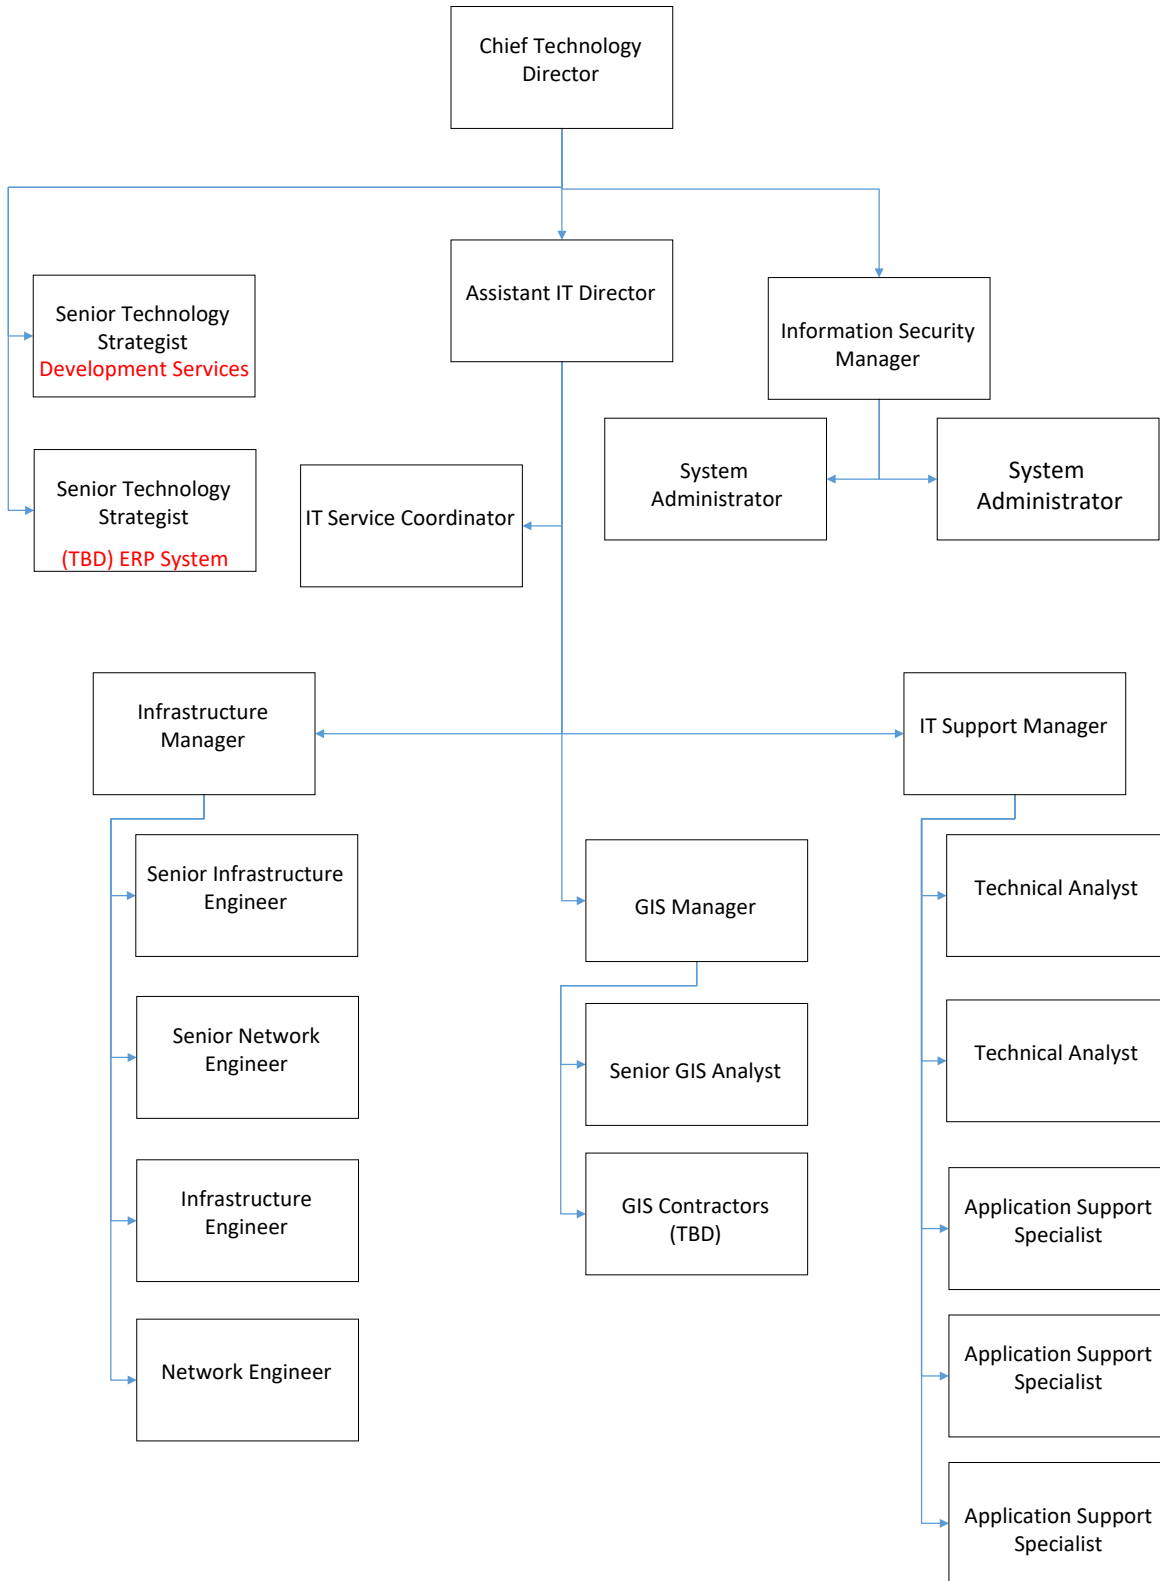 Chief Technology
Director
Assistant IT Director
Senior Technology
Strategist
Development Services
Information Security
Manager
Senior Technology
Strategist
(TBD) ERP System
IT Service Coordinator
System
Administrator
System
Administrator
Infrastructure
Manager
IT Support Manager
Senior Infrastructure
Engineer
Senior Network
Engineer
Infrastructure
Engineer
Network Engineer
GIS Manager
Senior GIS Analyst
GIS Contractors
(TBD)
Technical Analyst
Technical Analyst
Application Support
Specialist
Application Support
Specialist
Application Support
Specialist